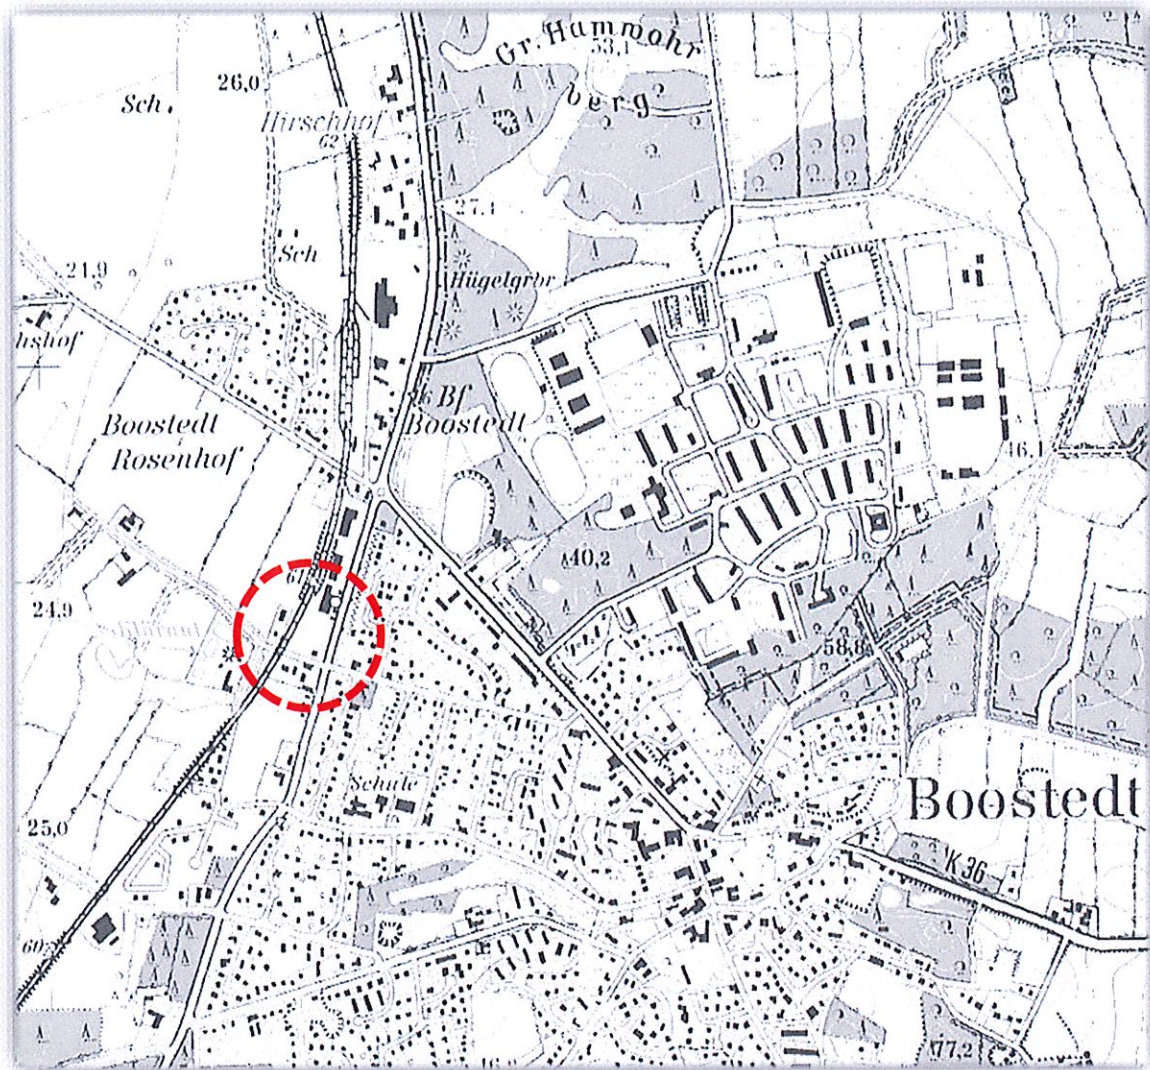 Gr. Hammohr
53,1
berg
26,0
Sch.
Hirschhof
62
27,1
Sch
21,9
Hügelgrbr
hshof
Bf
Boostedt
Boostedt
Rosenhof
46,1
40,2
61
24,9
58,8
Schule
Boostedt
25,0
K 36
60
77,2